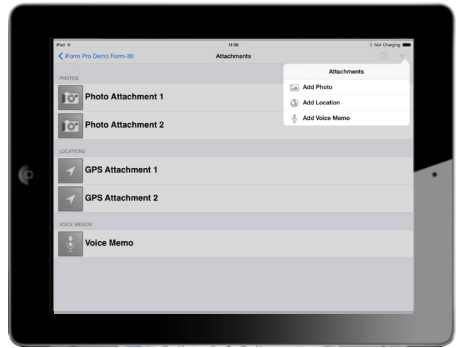 iPad
11:38
Not Charging
iForm Pro Demo Form-30
Attachments
Attachments
Add Photo
Add Location
Add Voice Memo
PHOTOS
Photo Attachment 1
Photo Attachment 2
LOCATIONS
GPS Attachment 1
GPS Attachment 2
VOICE MEMOS
Voice Memo